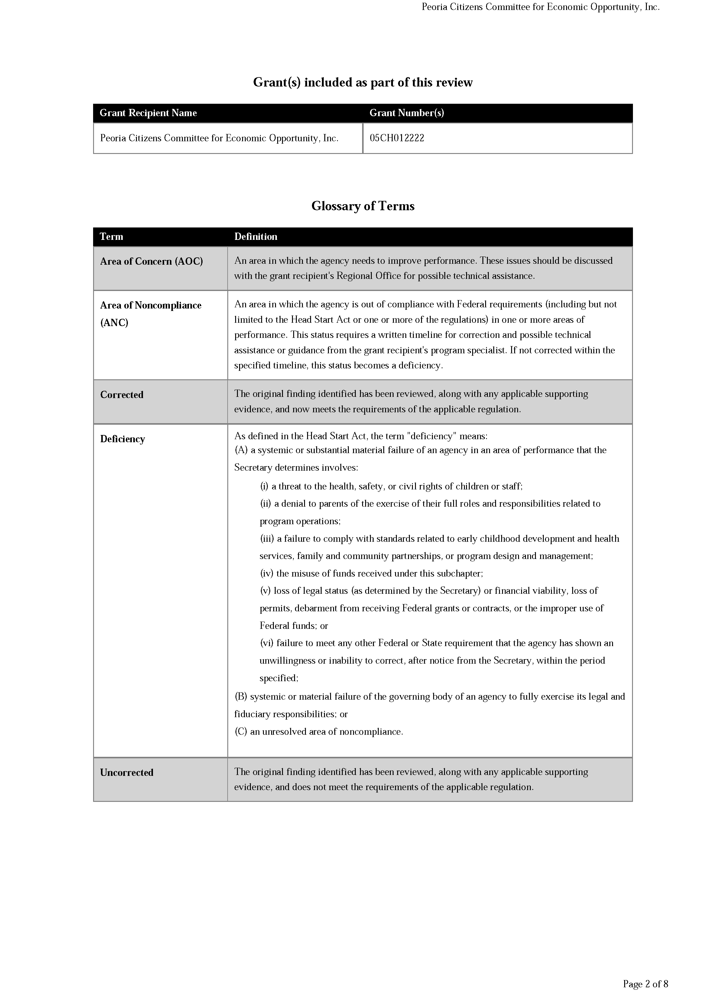 Peoria Citizens Committee for Economic Opportunity, Inc.
Grant(s) included as part of this review
Grant Recipient Name
Grant Number(s)
Peoria Citizens Committee for Economic Opportunity, Inc.
05CH012222
Glossary of Terms
Term
Definition
Area of Concern (AOC)
An area in which the agency needs to improve performance. These issues should be discussed
with the grant recipient's Regional Office for possible technical assistance.
Area of Noncompliance
(ANC)
An area in which the agency is out of compliance with Federal requirements (including but not
limited to the Head Start Act or one or more of the regulations) in one or more areas of
performance. This status requires a written timeline for correction and possible technical
assistance or guidance from the grant recipient's program specialist. If not corrected within the
specified timeline, this status becomes a deficiency.
Corrected
The original finding identified has been reviewed, along with any applicable supporting
evidence, and now meets the requirements of the applicable regulation.
Deficiency
As defined in the Head Start Act, the term "deficiency" means:
(A) a systemic or substantial material failure of an agency in an area of performance that the
Secretary determines involves:
(i) a threat to the health, safety, or civil rights of children or staff;
(ii) a denial to parents of the exercise of their full roles and responsibilities related to
program operations;
(iii) a failure to comply with standards related to early childhood development and health
services, family and community partnerships, or program design and management;
(iv) the misuse of funds received under this subchapter;
(v) loss of legal status (as determined by the Secretary) or financial viability, loss of
permits, debarment from receiving Federal grants or contracts, or the improper use of
Federal funds; or
(vi) failure to meet any other Federal or State requirement that the agency has shown an
unwillingness or inability to correct, after notice from the Secretary, within the period
specified;
(B) systemic or material failure of the governing body of an agency to fully exercise its legal and
fiduciary responsibilities; or
(C) an unresolved area of noncompliance.
Uncorrected
The original finding identified has been reviewed, along with any applicable supporting
evidence, and does not meet the requirements of the applicable regulation.
Page 2 of 8